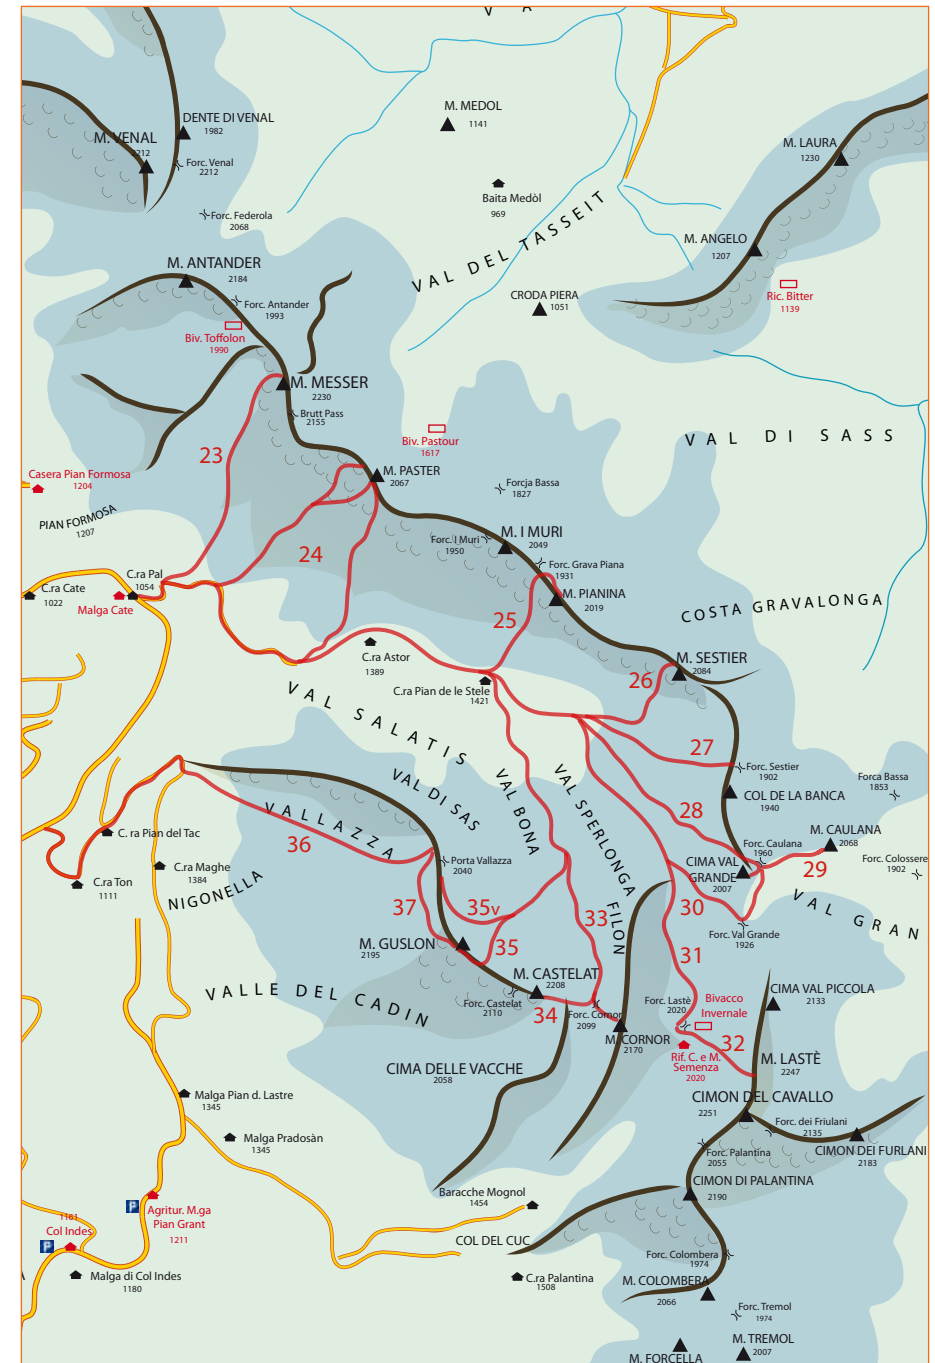 V A
DENTE DI VENAL
1982
M. VENAL
2212
Forc. Venal
2212
Forc. Federola
2068
M. MEDOL
1141
Baita Medòl
969
M. LAURA
1230
VAL DEL TASSEIT
M. ANGELO
1207
M. ANTANDER
2184
Forc. Antander
1993
Biv. Toffolon
1990
CRODA PIERA
1051
Ric. Bitter
1139
M. MESSER
2230
Brutt Pass
2155
23
Biv. Pastour
1617
VAL DI SASS
Casera Pian Formosa
1204
M. PASTER
2067
Forcja Bassa
1827
PIAN FORMOSA
1207
M. I MURI
2049
Forc. I Muri
1950
24
Forc. Grava Piana
1931
C.ra Pal
1054
C.ra Cate
1022
Malga Cate
M. PIANINA
2019
COSTA GRAVALONGA
25
C.ra Astor
1389
M. SESTIER
2084
26
C.ra Pian de le Stele
1421
VAL SALATIS
27
Forc. Sestier
1902
VAL DI SAS
VAL BONA
VAL SPERLONGA
Forca Bassa
1853
COL DE LA BANCA
1940
VALLAZZA
28
C. ra Pian del Tac
36
M. CAULANA
2068
Forc. Caulana
1960
Porta Vallazza
2040
CIMA VAL
GRANDE
2007
29
Forc. Colossere
1902
C.ra Maghe
1384
C.ra Ton
1111
NIGONELLA
37
35v
33
FILON
30
VAL GRAN
Forc. Val Grande
1926
M. GUSLON
2195
35
31
M. CASTELAT
2208
Forc. Castelat
2110
VALLE DEL CADIN
34
Forc. Comor
2099
Forc. Lastè
2020
Bivacco
Invernale
CIMA VAL PICCOLA
2133
M. CORNOR
2170
32
Rif. C. e M.
Semenza
2020
M. LASTÈ
2247
CIMA DELLE VACCHE
2058
CIMON DEL CAVALLO
2251
Malga Pian d. Lastre
1345
Forc. dei Friulani
2135
Malga Pradosàn
1345
Forc. Palantina
2055
CIMON DEI FURLANI
2183
CIMON DI PALANTINA
2190
Baracche Mognol
1454
P
Agritur. M.ga
Pian Grant
1211
1161
Col Indes
P
COL DEL CUC
Forc. Colombera
1974
Malga di Col Indes
1180
C.ra Palantina
1508
M. COLOMBERA
2066
Forc. Tremol
1974
M. TREMOL
2007
M. FORCELLA